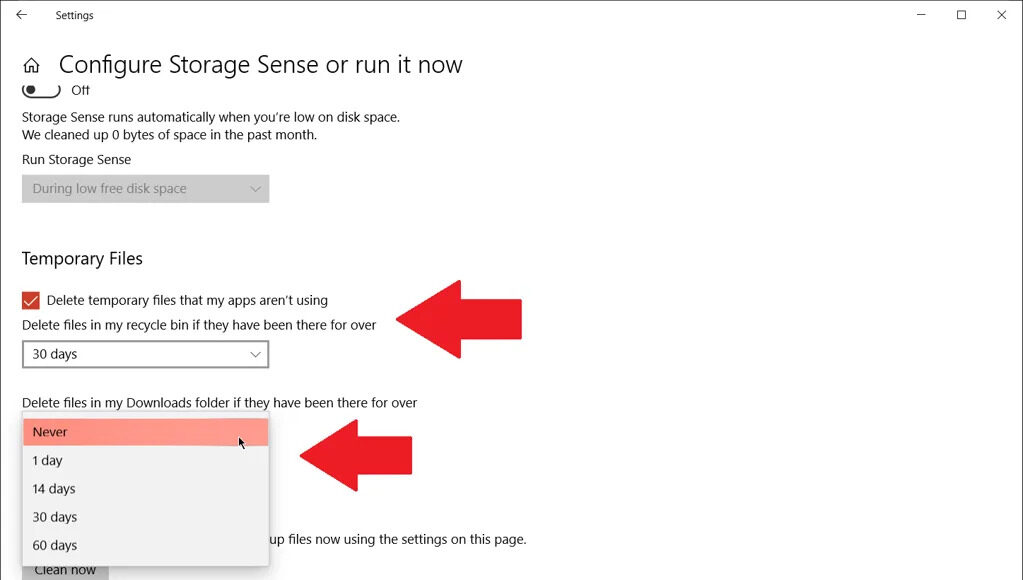 Settings
Configure Storage Sense or run it now
Off
Storage Sense runs automatically when you're low on disk space.
We cleaned up 0 bytes of space in the past month.
Run Storage Sense
During low free disk space
Temporary Files
Delete temporary files that my apps aren't using
Delete files in my recycle bin if they have been there for over
30 days
Delete files in my Downloads folder if they have been there for over
Never
1 day
14 days
30 days
60 days
up files now using the settings on this page.
Clean now